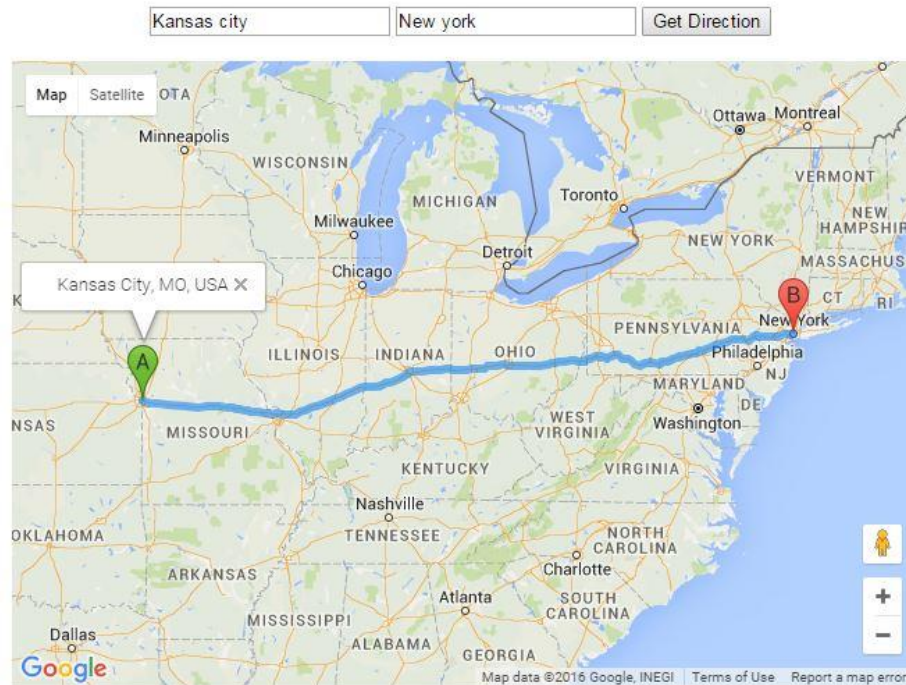 Kansas city New york Get Direction
Map Satellite
OTA
Minneapolis
Ottawa Montreal
WISCONSIN
VERMONT
MICHIGAN
Toronto
NEW HAMPSHIR
Milwaukee
NEW YORK
Detroit
MASSACHUS
Chicago
Kansas City, MO, USA ×
B
CT RI
New York
PENNSYLVANIA
ILLINOIS INDIANA OHIO
Philadelphia
A
NJ
MARYLAND
DE
NSAS
MISSOURI
WEST VIRGINIA
Washington
KENTUCKY
VIRGINIA
Nashville
TENNESSEE
OKLAHOMA
NORTH CAROLINA
Charlotte
ARKANSAS
Atlanta
SOUTH CAROLINA
MISSISSIPPI
+
Dallas
ALABAMA
−
GEORGIA
Google
Map data ©2016 Google, INEGI Terms of Use Report a map error